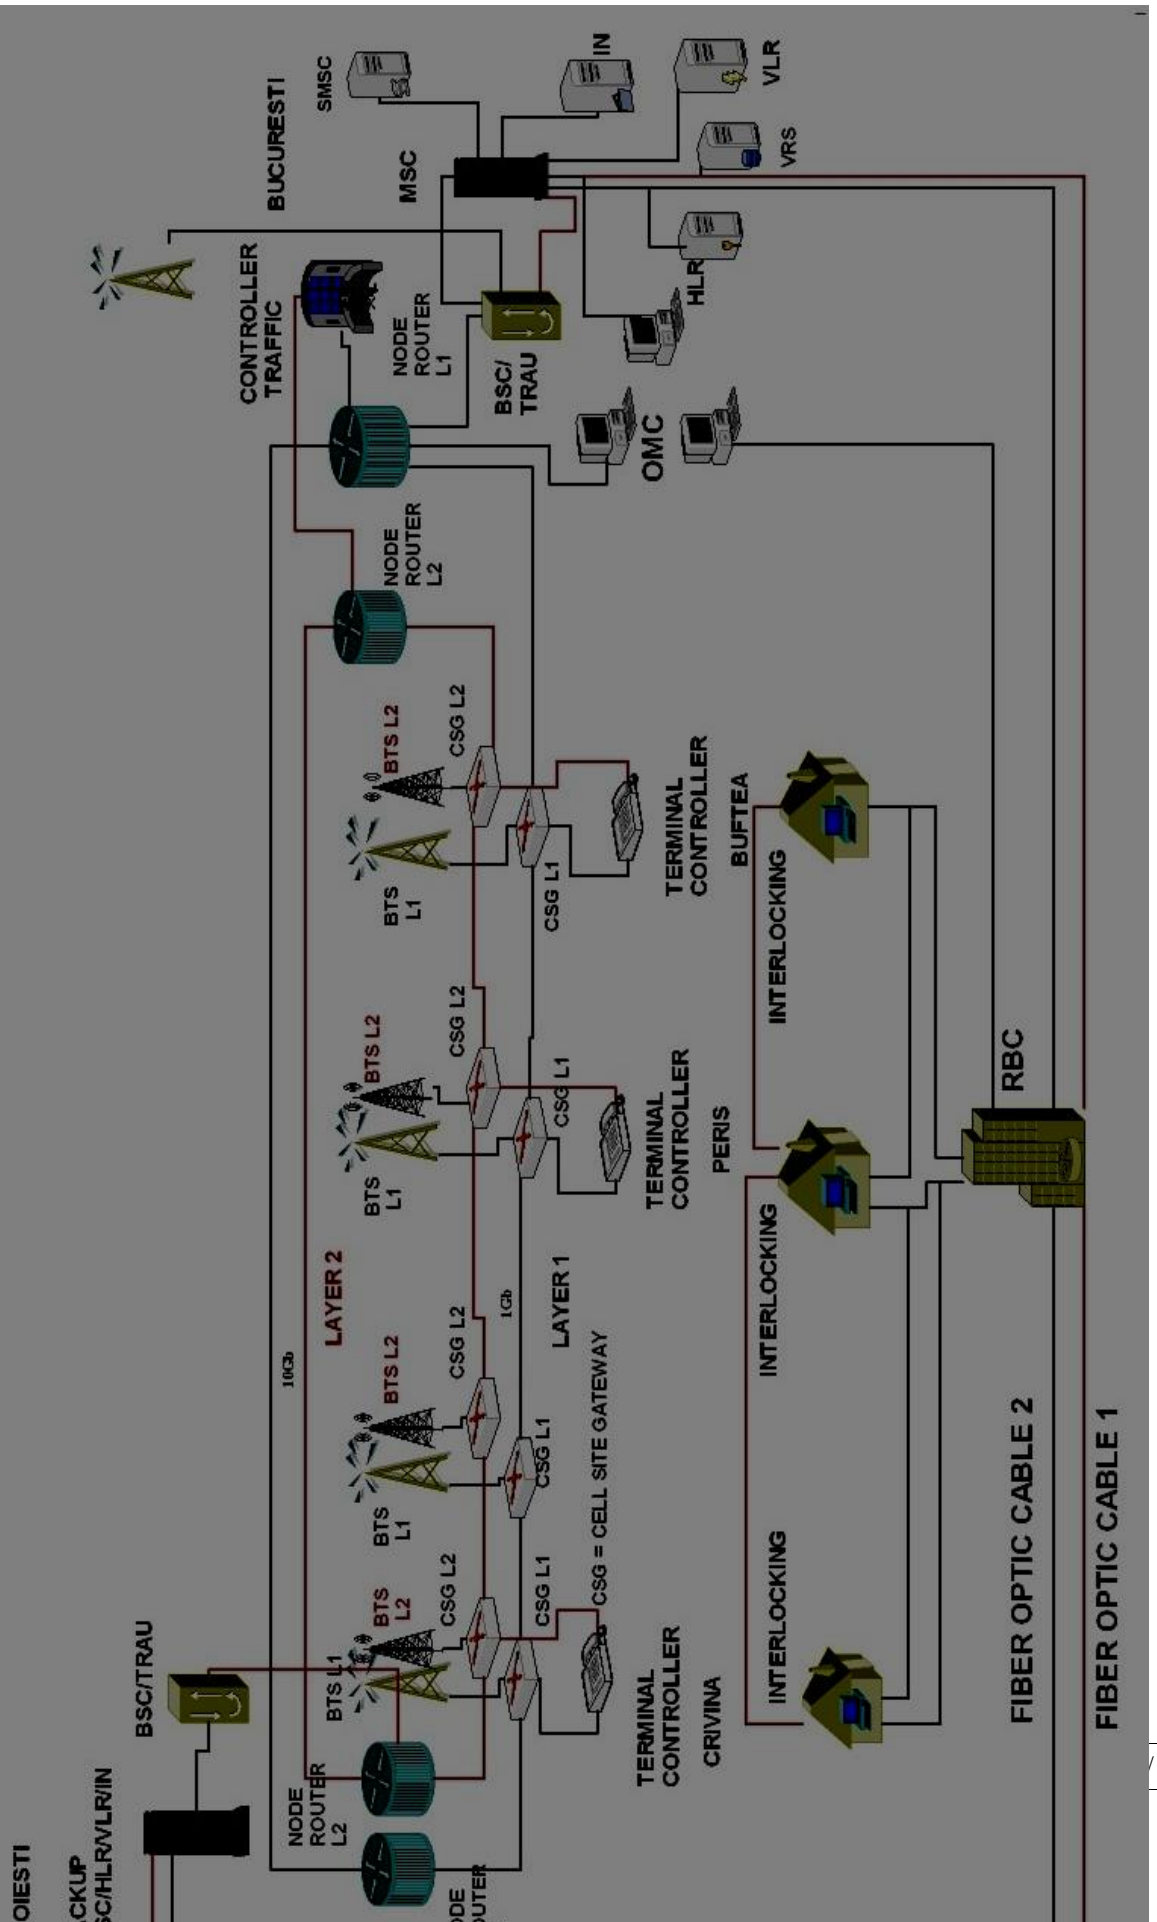 BUCURESTI
SMSC
IN
VLR
MSC
VRS
HLR
CONTROLLER
TRAFFIC
NODE
ROUTER
L1
BSC/
TRAU
OMC
NODE
ROUTER
L2
BTS L2
CSG L2
BTS
L1
CSG L1
TERMINAL
CONTROLLER
BUFTEA
INTERLOCKING
BTS L2
CSG L2
BTS
L1
CSG L1
TERMINAL
CONTROLLER
PERIS
RBC
INTERLOCKING
LAYER 2
10Gb
1Gb
LAYER 1
BTS L2
CSG L2
BTS
L1
CSG L1
CSG = CELL SITE GATEWAY
BTS
L2
CSG L2
BTS L1
CSG L1
TERMINAL
CONTROLLER
CRIVINA
INTERLOCKING
FIBER OPTIC CABLE 2
FIBER OPTIC CABLE 1
BSC/TRAU
NODE
ROUTER
L2
OIESTI
ACKUP
SC/HLR/VLR/IN
ODE
OUTER
/